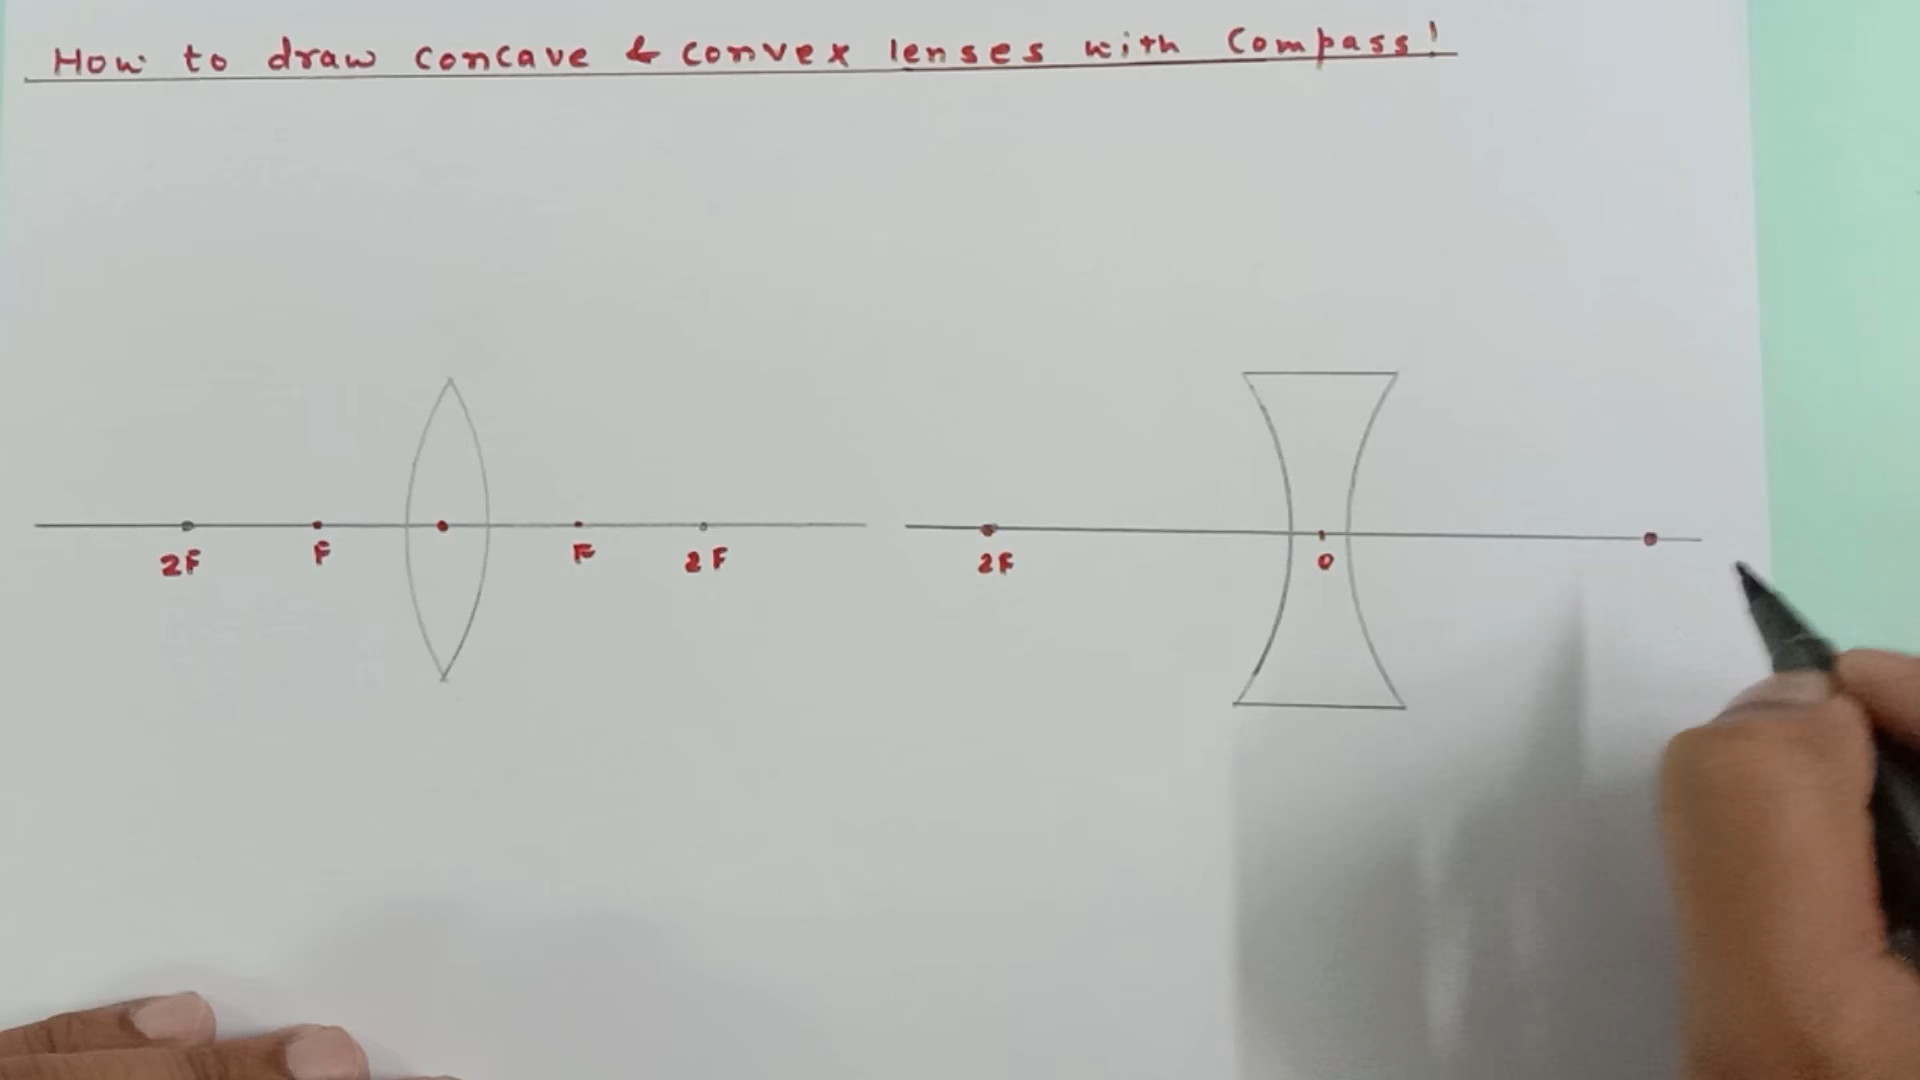 How to draw concave & convex lenses with Compass!
2F F F 2F 2F O